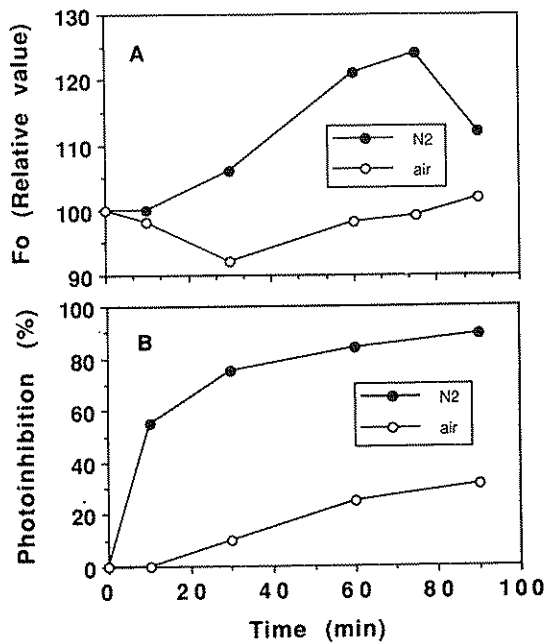 130
120
110
100
90
Fo (Relative value)
A
N2
air
100
80
60
40
20
0
Photoinhibition (%)
B
N2
air
0 20 40 60 80 100
Time (min)